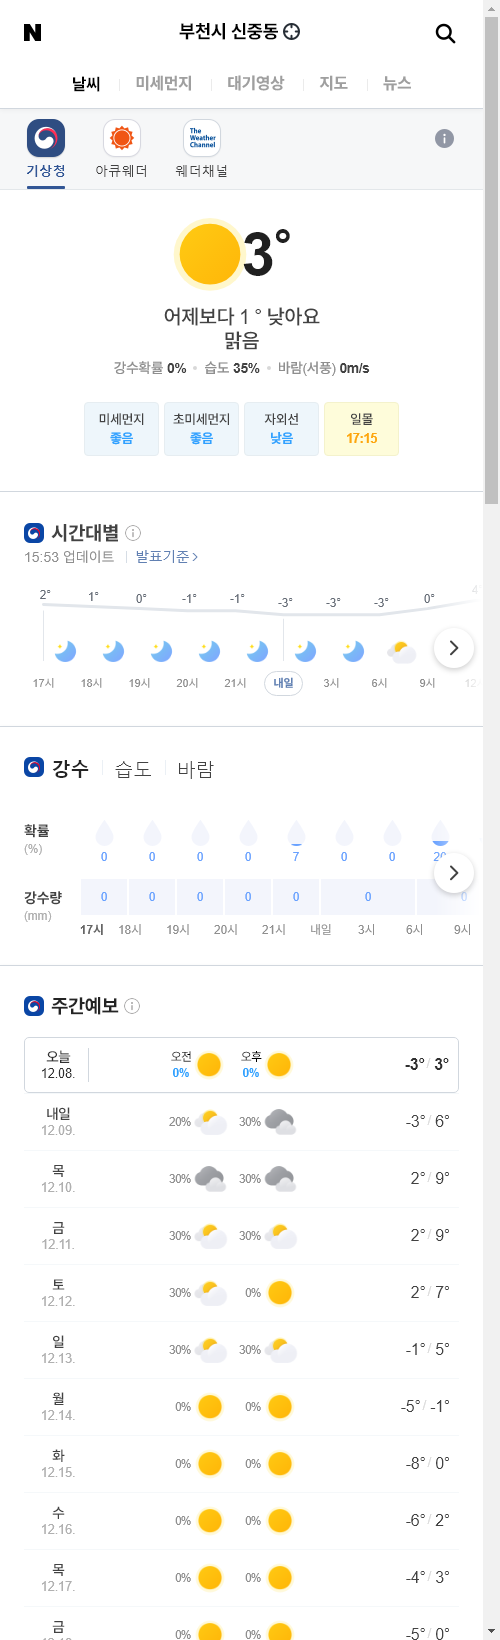 N
부천시 신중동
날씨 미세먼지 대기영상 지도 뉴스
The Weather Channel
기상청 아큐웨더 웨더채널
3°
어제보다 1 ° 낮아요
맑음
강수확률 0% 습도 35% 바람(서풍) 0m/s
미세먼지 초미세먼지 자외선 일몰
좋음 좋음 낮음 17:15
시간대별
15:53 업데이트 발표기준
2° 1° 0° -1° -1° -3° -3° -3° 0°
17시 18시 19시 20시 21시 내일 3시 6시 9시
강수 습도 바람
확률
(%)
0 0 0 0 7 0 0 20
강수량
(mm)
0 0 0 0 0 0 0
17시 18시 19시 20시 21시 내일 3시 6시 9시
주간예보
오늘 12.08. 오전 0% 오후 0% -3° / 3°
내일 12.09. 20% 30% -3° / 6°
목 12.10. 30% 30% 2° / 9°
금 12.11. 30% 30% 2° / 9°
토 12.12. 30% 0% 2° / 7°
일 12.13. 30% 30% -1° / 5°
월 12.14. 0% 0% -5° / -1°
화 12.15. 0% 0% -8° / 0°
수 12.16. 0% 0% -6° / 2°
목 12.17. 0% 0% -4° / 3°
금 0% 0% -5° / 0°